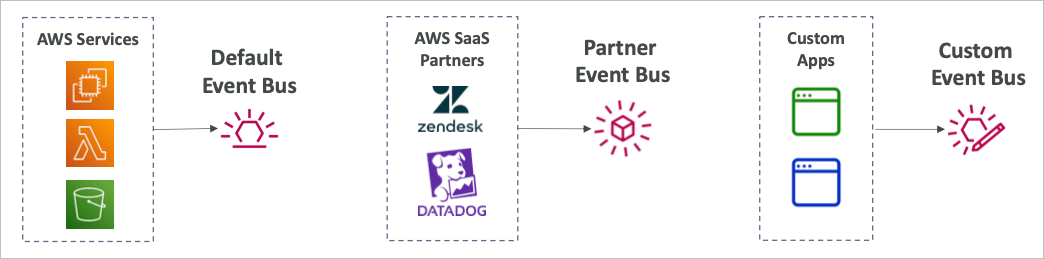 AWS Services
Default
Event Bus
AWS SaaS
Partners
zendesk
DATADOG
Partner
Event Bus
Custom
Apps
Custom
Event Bus